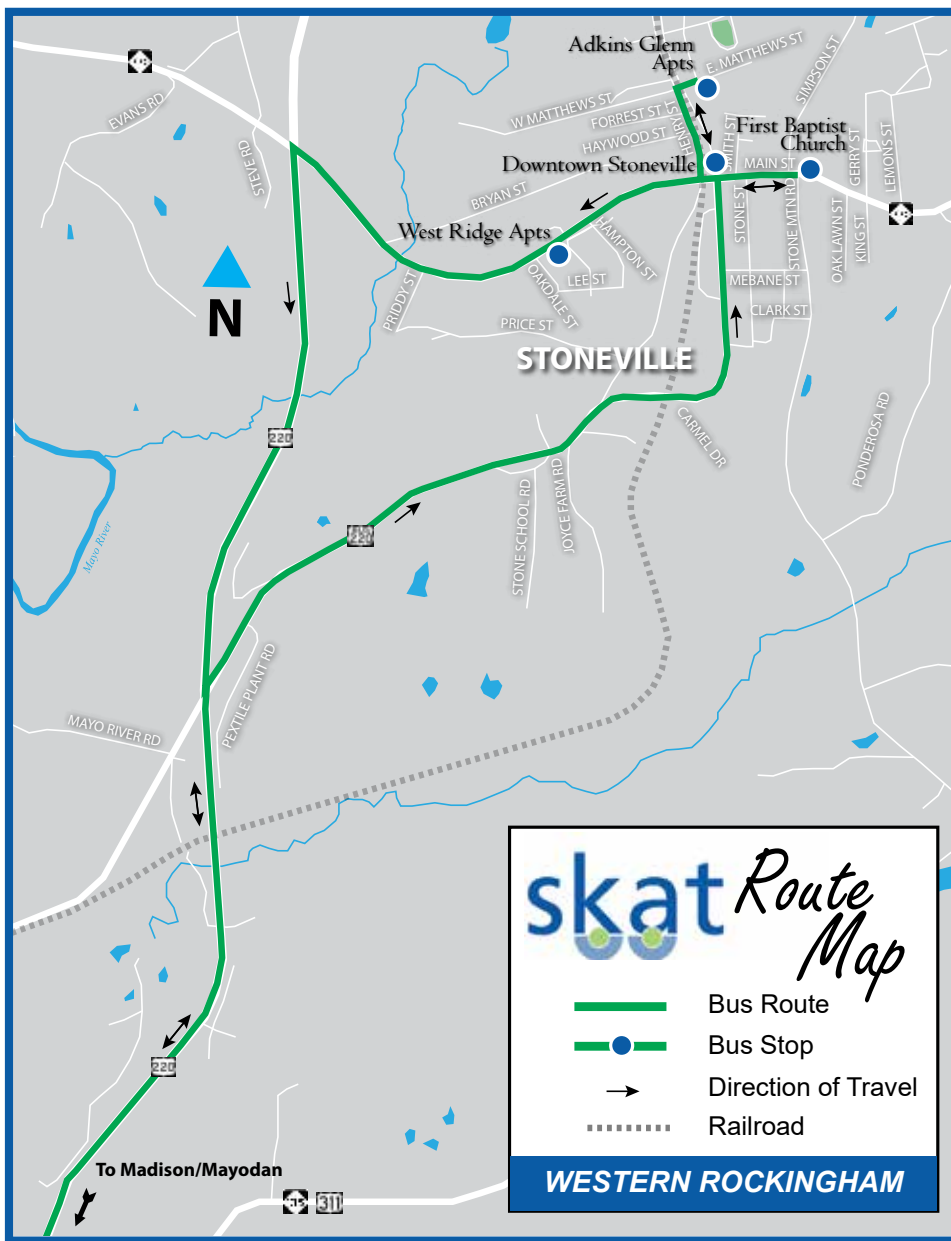 Adkins Glenn
Apts
E. MATTHEWS ST
SIMPSON ST
EVANS RD
W MATTHEWS ST
FORREST ST
HENRY ST
HAYWOOD ST
SMITH ST
First Baptist
Church
STEVE RD
Downtown Stoneville
MAIN ST
GERRY ST
LEMONS ST
BRYAN ST
STONE ST
STONE MTN RD
West Ridge Apts
HAMPTON ST
OAK LAWN ST
KING ST
N
PRIDDY ST
OAKDALE ST
LEE ST
MEBANE ST
PRICE ST
CLARK ST
STONEVILLE
220
CARMEL DR
PONDEROSA RD
Mayo River
STONE SCHOOL RD
JOYCE FARM RD
PEXTILE PLANT RD
MAYO RIVER RD
220
To Madison/Mayodan
311
skat Route
Map
Bus Route
Bus Stop
Direction of Travel
Railroad
WESTERN ROCKINGHAM